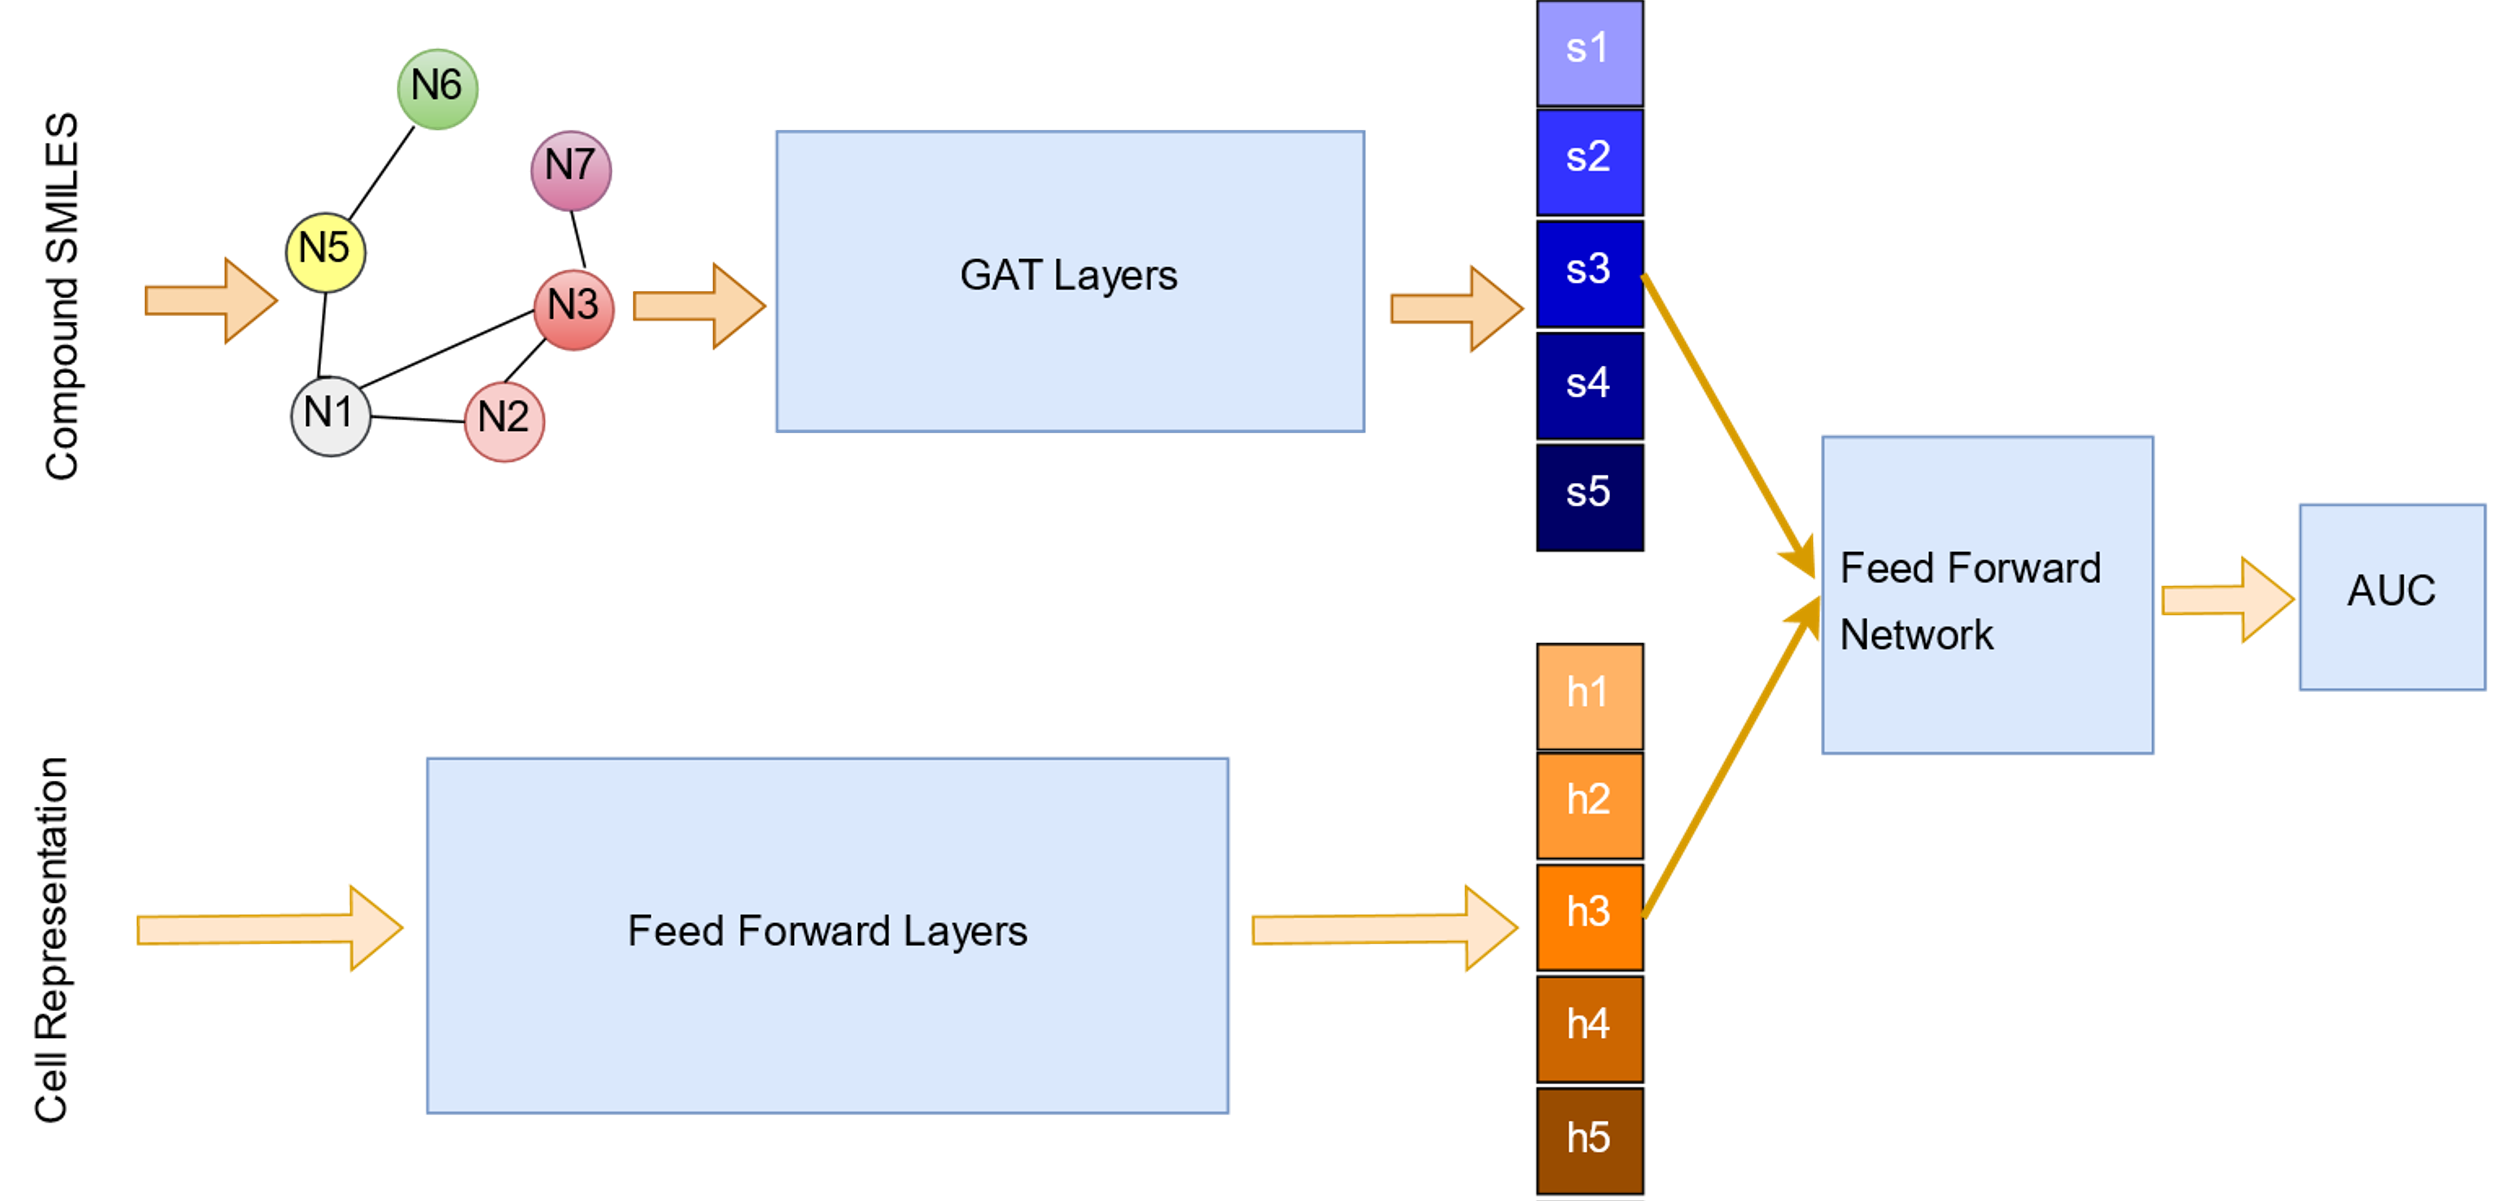 Compound SMILES
N6
N7
N5
N3
N1
N2
GAT Layers
s1
s2
s3
s4
s5
Cell Representation
Feed Forward Layers
h1
h2
h3
h4
h5
Feed Forward
Network
AUC